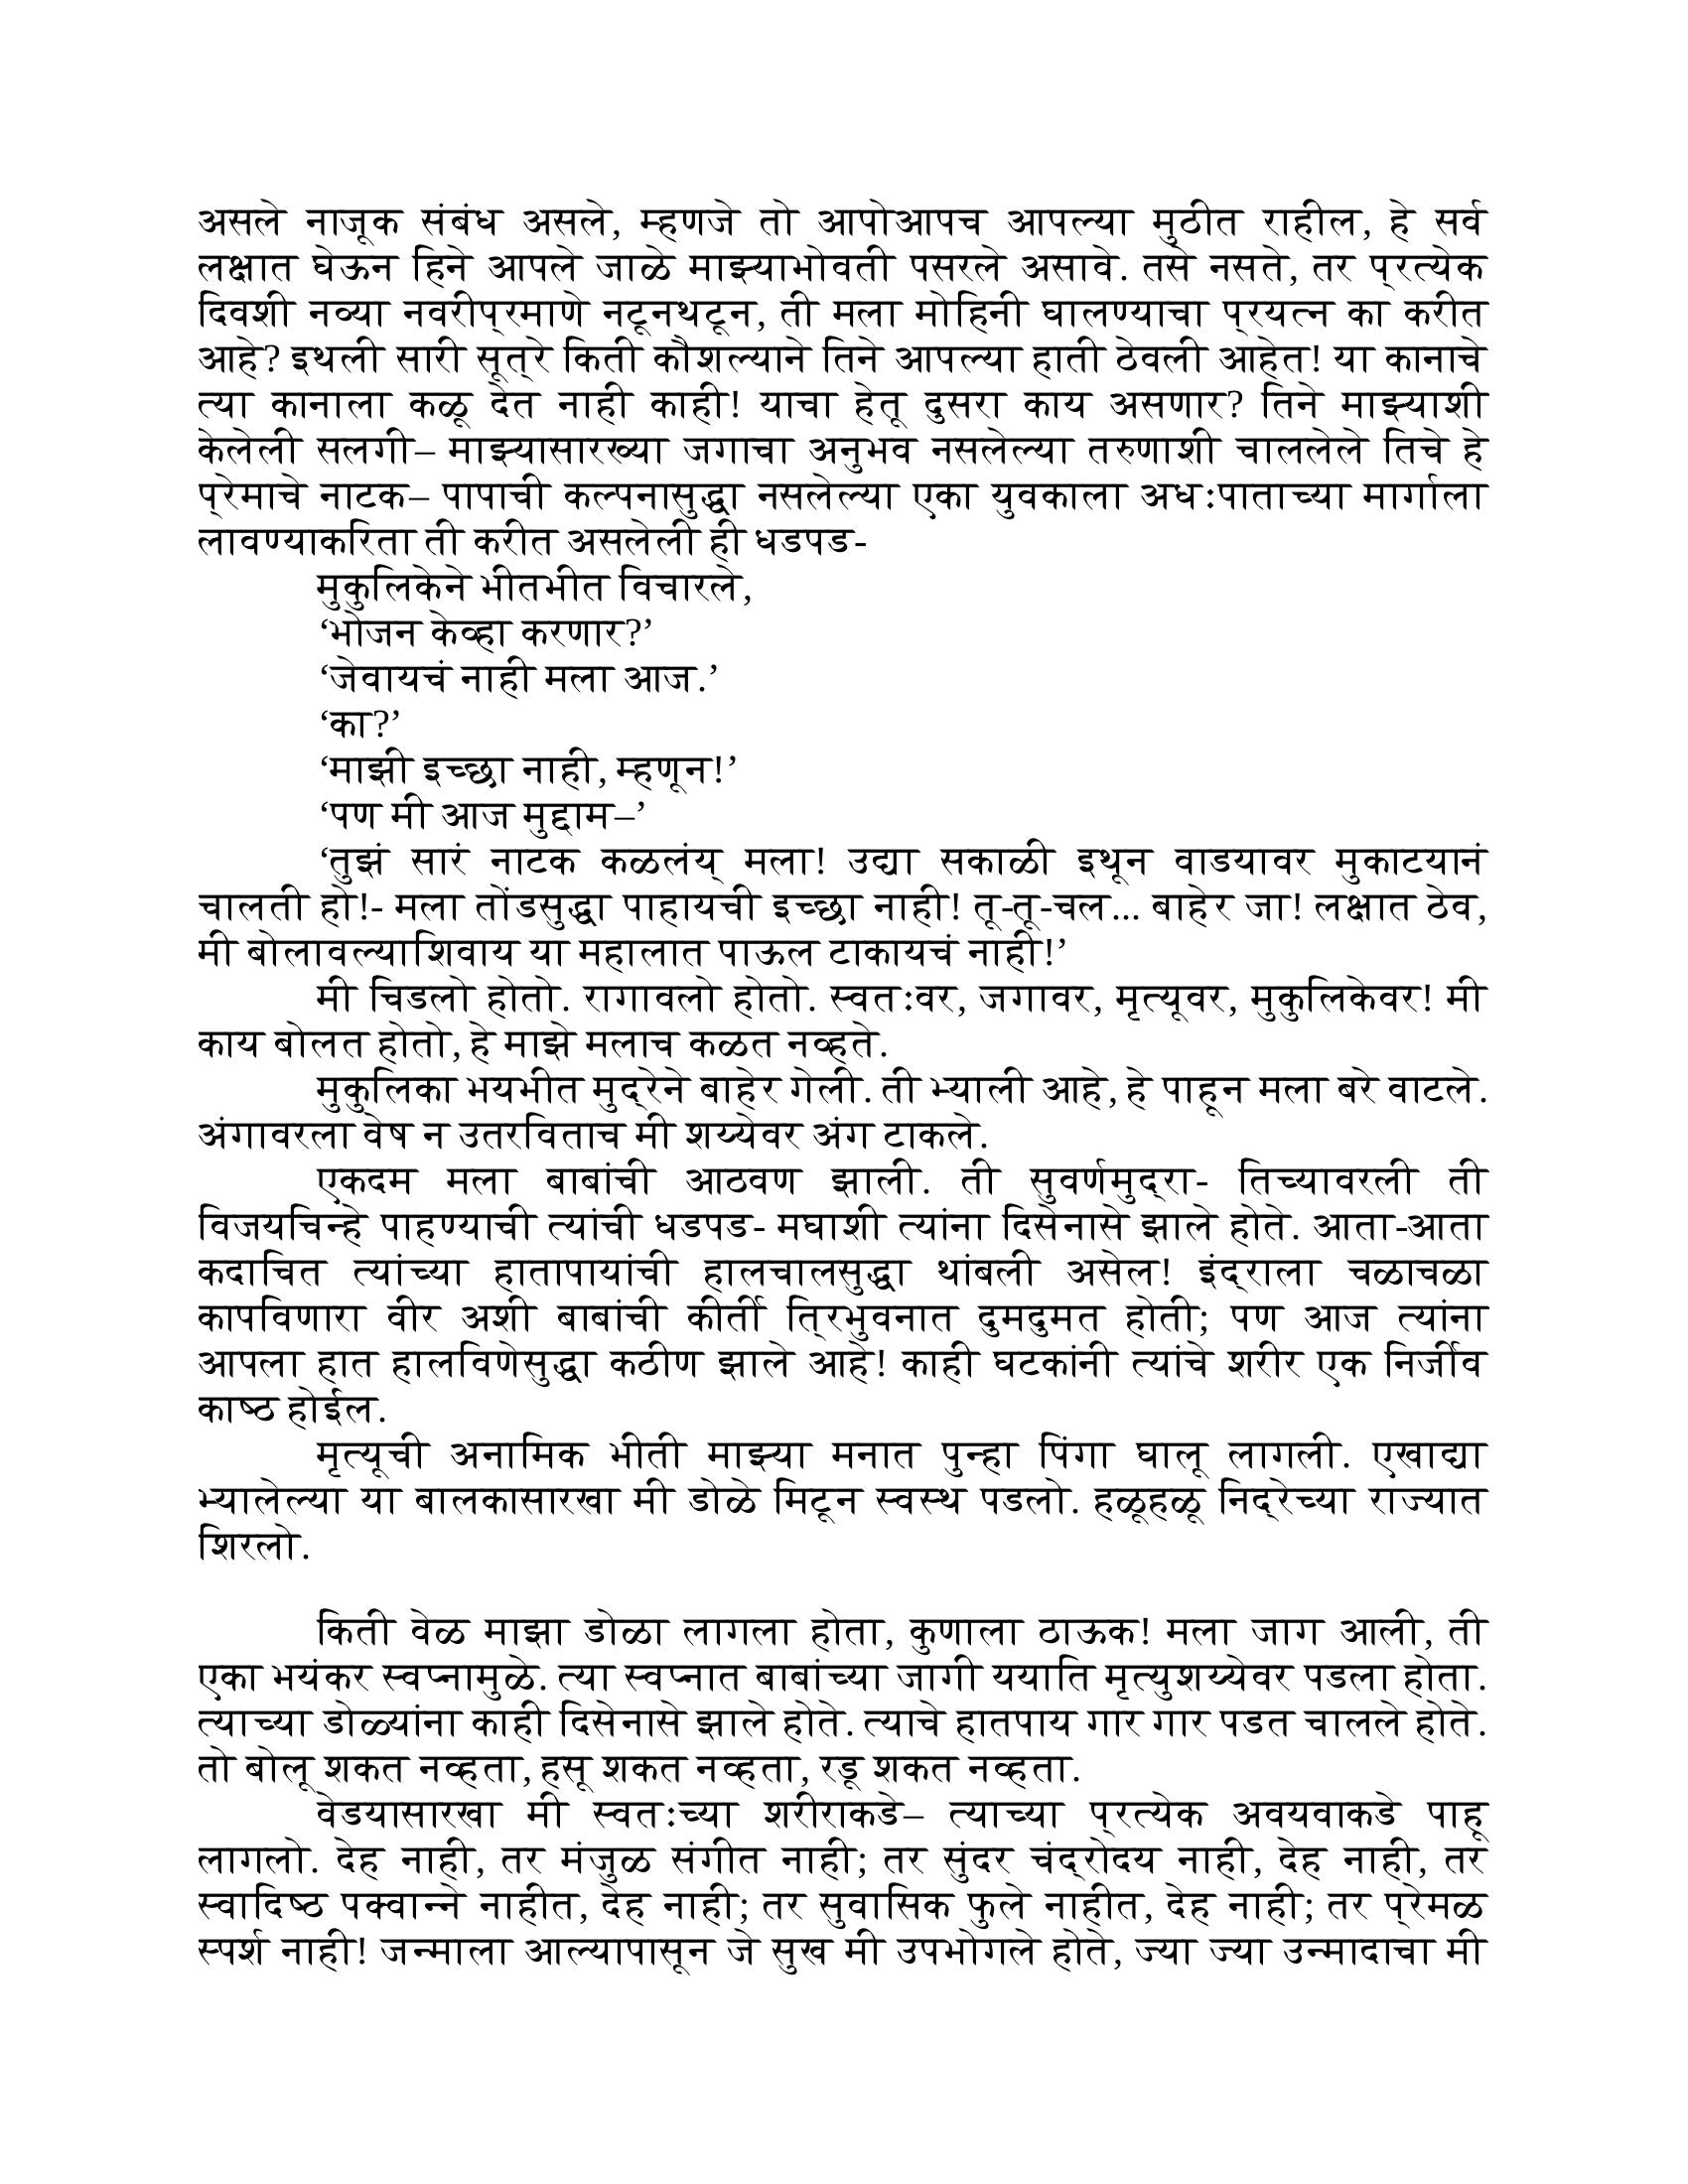 असले नाजूक संबंध असले, म्हणजे तो आपोआपच आपल्या मुठीत राहील, हे सर्व
लक्षात घेऊन हिने आपले जाळे माझ्याभोवती पसरले असावे. तसे नसते, तर प्रत्येक
दिवशी नव्या नवरीप्रमाणे नटूनथटून, ती मला मोहिनी घालण्याचा प्रयत्न का करीत
आहे? इथली सारी सूत्रे किती कौशल्याने तिने आपल्या हाती ठेवली आहेत! या कानाचे
त्या कानाला कळू देत नाही काही! याचा हेतू दुसरा काय असणार? तिने माझ्याशी
केलेली सलगी– माझ्यासारख्या जगाचा अनुभव नसलेल्या तरुणाशी चाललेले तिचे हे
प्रेमाचे नाटक– पापाची कल्पनासुद्धा नसलेल्या एका युवकाला अधःपाताच्या मार्गाला
लावण्याकरिता ती करीत असलेली ही धडपड-
मुकुलिकेने भीतभीत विचारले,
‘भोजन केव्हा करणार?’
‘जेवायचं नाही मला आज.’
‘का?’
‘माझी इच्छा नाही, म्हणून!’
‘पण मी आज मुद्दाम–’
‘तुझं सारं नाटक कळलंय् मला! उद्या सकाळी इथून वाडयावर मुकाटयानं
चालती हो!- मला तोंडसुद्धा पाहायची इच्छा नाही! तू-तू-चल... बाहेर जा! लक्षात ठेव,
मी बोलावल्याशिवाय या महालात पाऊल टाकायचं नाही!’
मी चिडलो होतो. रागावलो होतो. स्वतःवर, जगावर, मृत्यूवर, मुकुलिकेवर! मी
काय बोलत होतो, हे माझे मलाच कळत नव्हते.
मुकुलिका भयभीत मुद्रेने बाहेर गेली. ती भ्याली आहे, हे पाहून मला बरे वाटले.
अंगावरला वेष न उतरविताच मी शय्येवर अंग टाकले.
एकदम मला बाबांची आठवण झाली. ती सुवर्णमुद्रा- तिच्यावरली ती
विजयचिन्हे पाहण्याची त्यांची धडपड- मघाशी त्यांना दिसेनासे झाले होते. आता-आता
कदाचित त्यांच्या हातापायांची हालचालसुद्धा थांबली असेल! इंद्राला चळाचळा
कापविणारा वीर अशी बाबांची कीर्ती त्रिभुवनात दुमदुमत होती; पण आज त्यांना
आपला हात हालविणेसुद्धा कठीण झाले आहे! काही घटकांनी त्यांचे शरीर एक निर्जीव
काष्ठ होईल.
मृत्यूची अनामिक भीती माझ्या मनात पुन्हा पिंगा घालू लागली. एखाद्या
भ्यालेल्या या बालकासारखा मी डोळे मिटून स्वस्थ पडलो. हळूहळू निद्रेच्या राज्यात
शिरलो.
किती वेळ माझा डोळा लागला होता, कुणाला ठाऊक! मला जाग आली, ती
एका भयंकर स्वप्नामुळे. त्या स्वप्नात बाबांच्या जागी ययाति मृत्युशय्येवर पडला होता.
त्याच्या डोळ्यांना काही दिसेनासे झाले होते. त्याचे हातपाय गार गार पडत चालले होते.
तो बोलू शकत नव्हता, हसू शकत नव्हता, रडू शकत नव्हता.
वेडयासारखा मी स्वतःच्या शरीराकडे– त्याच्या प्रत्येक अवयवाकडे पाहू
लागलो. देह नाही, तर मंजुळ संगीत नाही; तर सुंदर चंद्रोदय नाही, देह नाही, तर
स्वादिष्ठ पक्वान्ने नाहीत, देह नाही; तर सुवासिक फुले नाहीत, देह नाही; तर प्रेमळ
स्पर्श नाही! जन्माला आल्यापासून जे सुख मी उपभोगले होते, ज्या ज्या उन्मादाचा मी